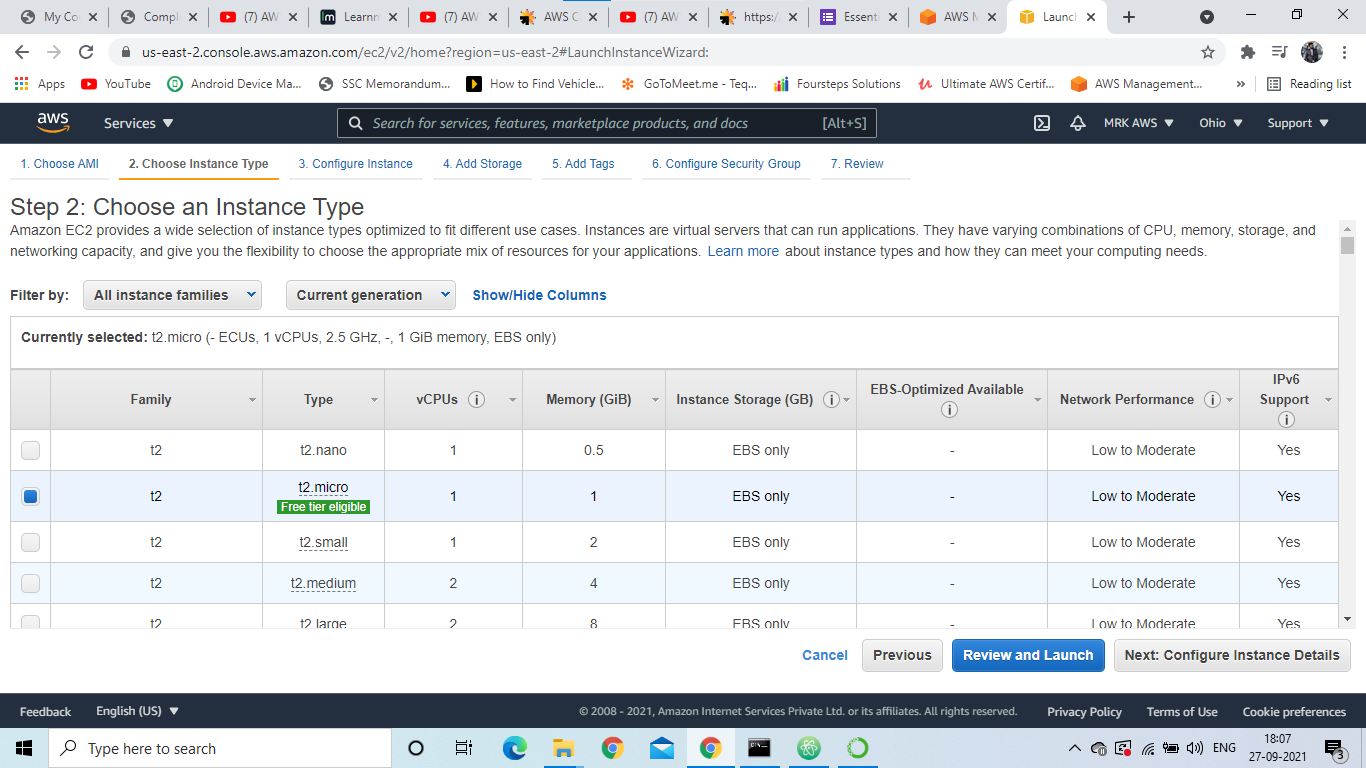 My Co
Compl
(7) AW
Learnn
(7) AW
AWS C
(7) AW
https:/
Essenti
AWS M
Launch
us-east-2.console.aws.amazon.com/ec2/v2/home?region=us-east-2#LaunchInstanceWizard:
Apps
YouTube
Android Device Ma...
SSC Memorandum...
How to Find Vehicle...
GoToMeet.me - Teq...
Foursteps Solutions
Ultimate AWS Certif...
AWS Management...
»
Reading list
aws
Services
Search for services, features, marketplace products, and docs
[Alt+S]
MRK AWS
Ohio
Support
1. Choose AMI
2. Choose Instance Type
3. Configure Instance
4. Add Storage
5. Add Tags
6. Configure Security Group
7. Review
Step 2: Choose an Instance Type
Amazon EC2 provides a wide selection of instance types optimized to fit different use cases. Instances are virtual servers that can run applications. They have varying combinations of CPU, memory, storage, and
networking capacity, and give you the flexibility to choose the appropriate mix of resources for your applications. Learn more about instance types and how they can meet your computing needs.
Filter by:
All instance families
Current generation
Show/Hide Columns
Currently selected: t2.micro (- ECUs, 1 vCPUs, 2.5 GHz, -, 1 GiB memory, EBS only)
Family
Type
vCPUs
Memory (GiB)
Instance Storage (GB)
EBS-Optimized Available
Network Performance
IPv6
Support
t2 t2.nano 1 0.5 EBS only - Low to Moderate Yes
t2 t2.micro 1 1 EBS only - Low to Moderate Yes
Free tier eligible
t2 t2.small 1 2 EBS only - Low to Moderate Yes
t2 t2.medium 2 4 EBS only - Low to Moderate Yes
t2 t2.large 2 8 EBS only - Low to Moderate Yes
Cancel
Previous
Review and Launch
Next: Configure Instance Details
Feedback
English (US)
© 2008 - 2021, Amazon Internet Services Private Ltd. or its affiliates. All rights reserved.
Privacy Policy
Terms of Use
Cookie preferences
Type here to search
ENG
18:07
27-09-2021
3